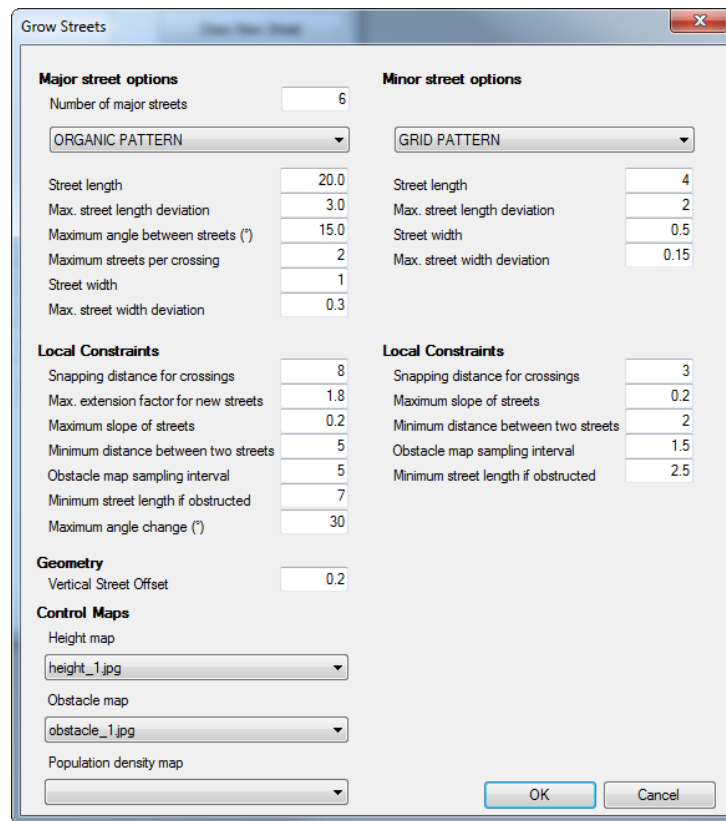 Grow Streets
Major street options
Number of major streets 6
ORGANIC PATTERN
Street length 20.0
Max. street length deviation 3.0
Maximum angle between streets (°) 15.0
Maximum streets per crossing 2
Street width 1
Max. street width deviation 0.3
Minor street options
GRID PATTERN
Street length 4
Max. street length deviation 2
Street width 0.5
Max. street width deviation 0.15
Local Constraints
Snapping distance for crossings 8
Max. extension factor for new streets 1.8
Maximum slope of streets 0.2
Minimum distance between two streets 5
Obstacle map sampling interval 5
Minimum street length if obstructed 7
Maximum angle change (°) 30
Local Constraints
Snapping distance for crossings 3
Maximum slope of streets 0.2
Minimum distance between two streets 2
Obstacle map sampling interval 1.5
Minimum street length if obstructed 2.5
Geometry
Vertical Street Offset 0.2
Control Maps
Height map
height_1.jpg
Obstacle map
obstacle_1.jpg
Population density map
OK Cancel